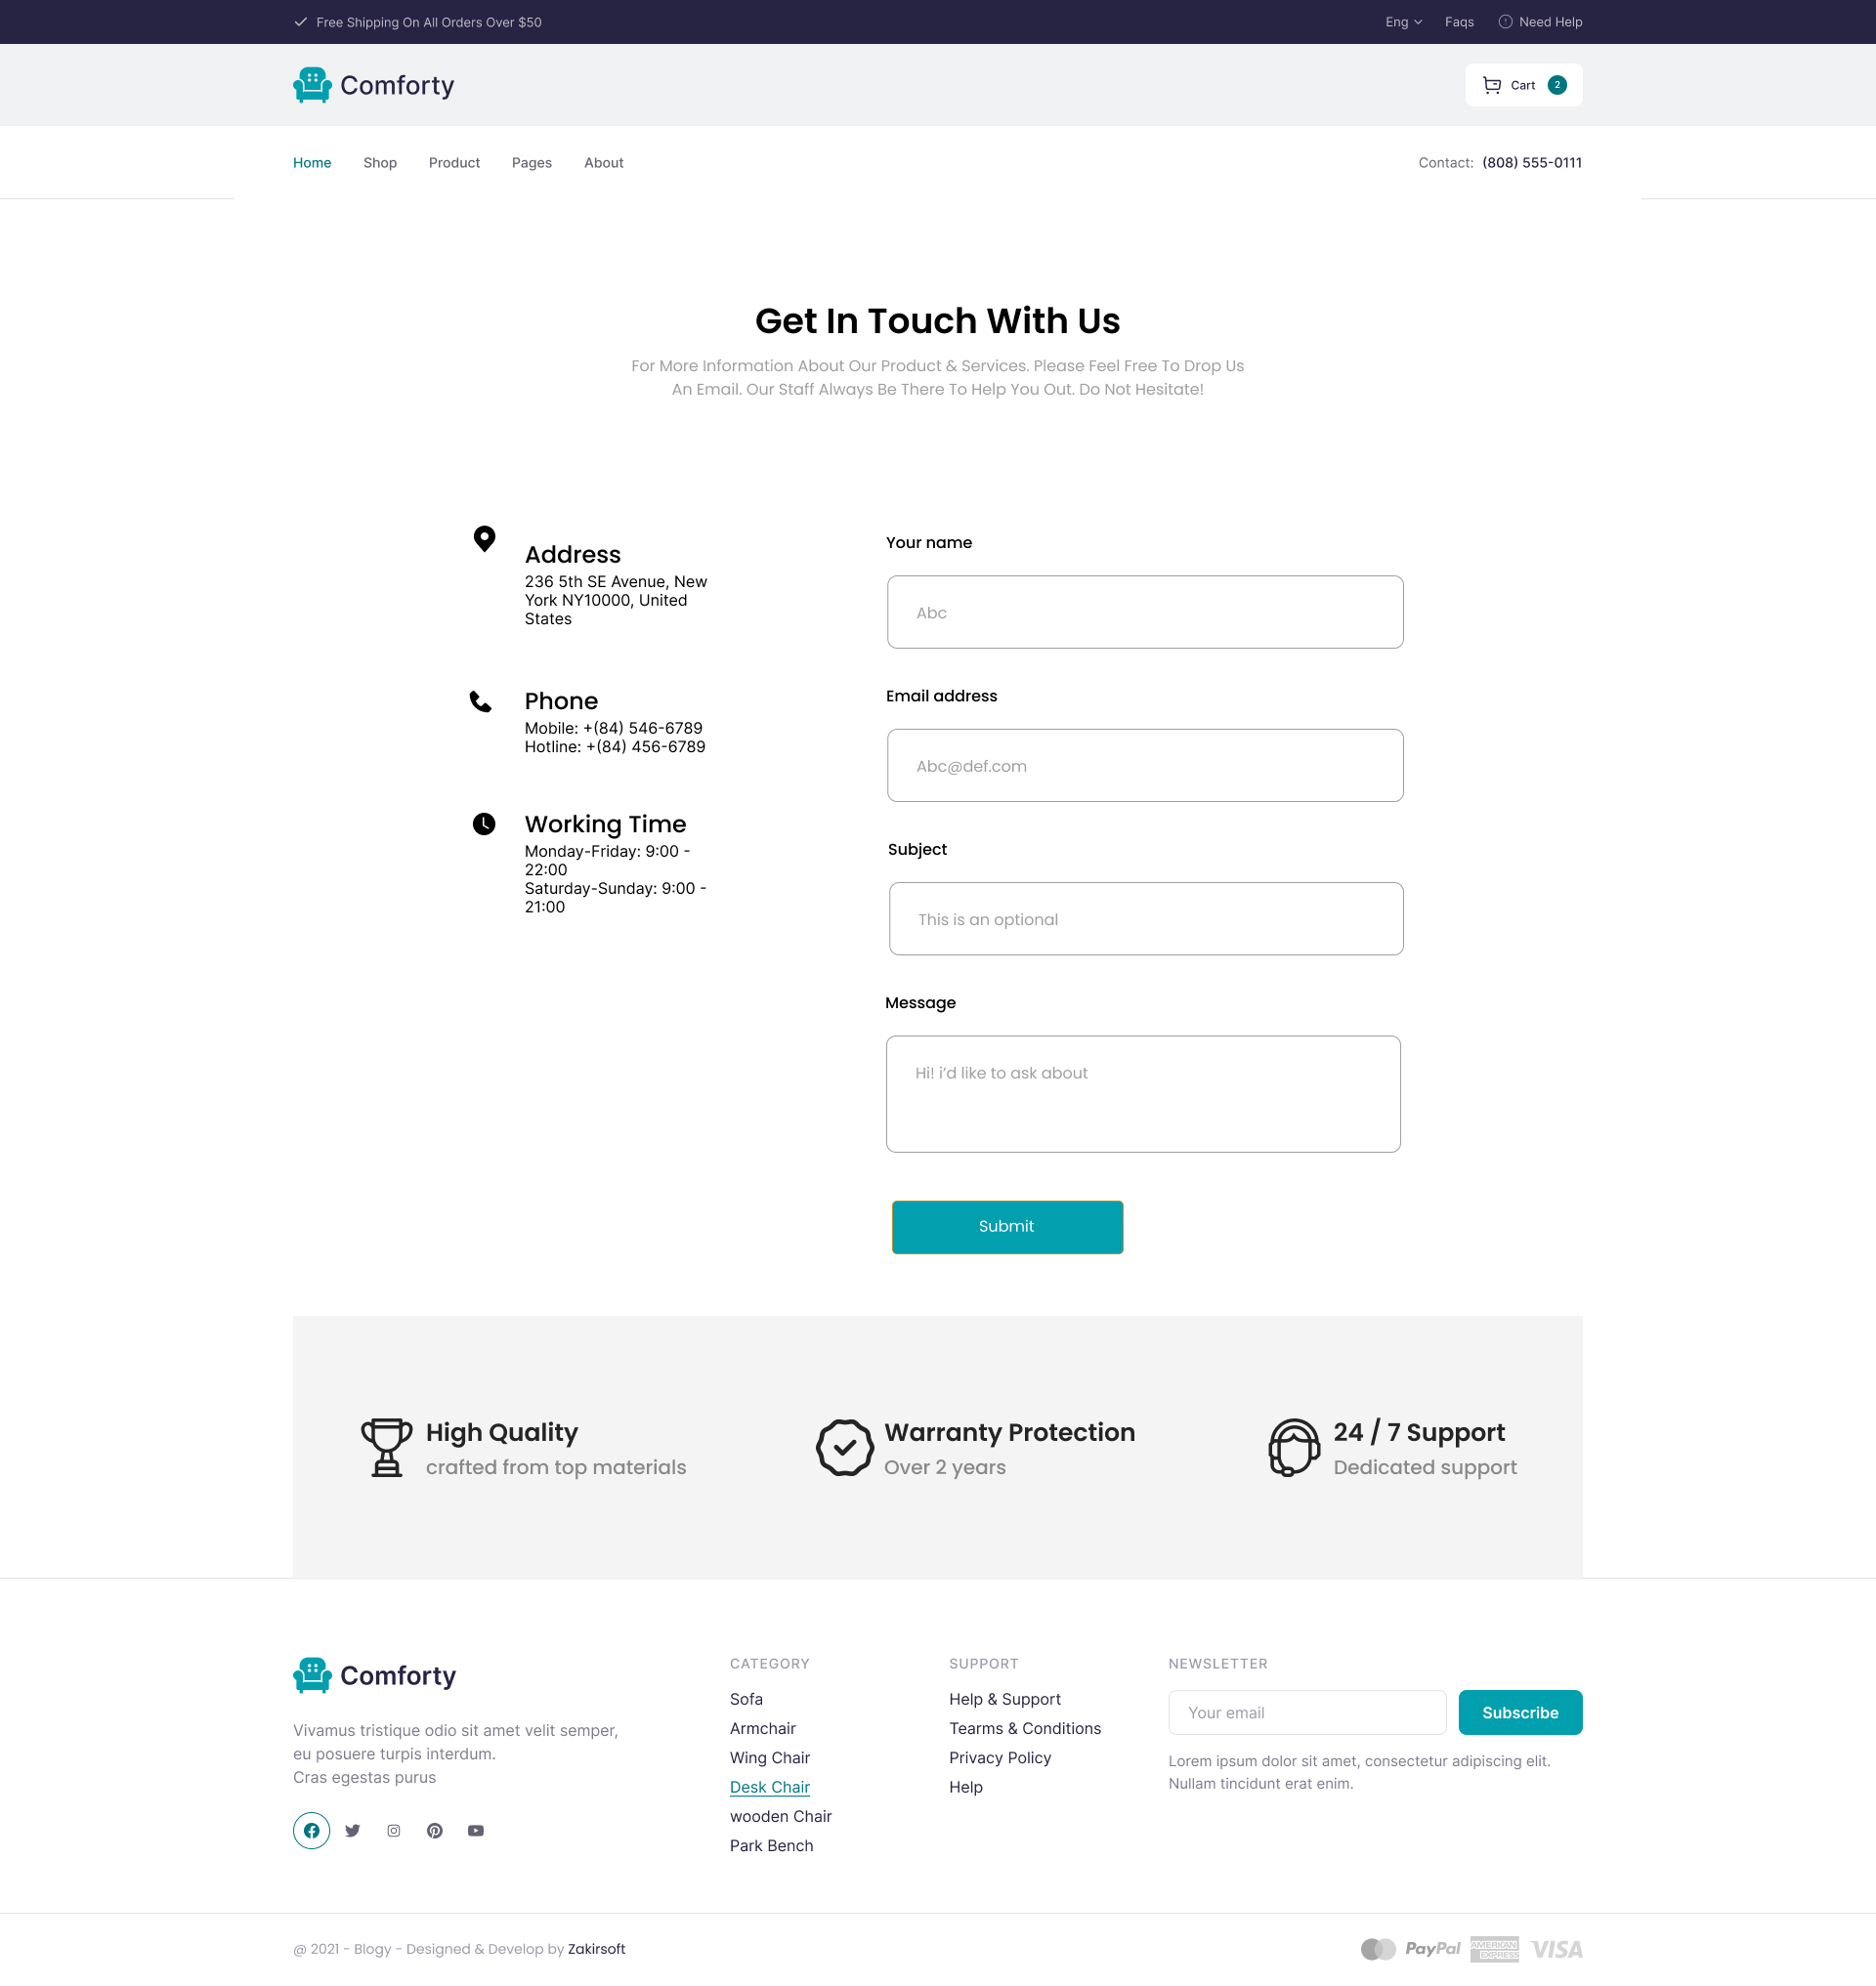 Free Shipping On All Orders Over $50
Eng
Faqs
Need Help
Comforty
Cart
2
Home
Shop
Product
Pages
About
Contact: (808) 555-0111
Get In Touch With Us
For More Information About Our Product & Services. Please Feel Free To Drop Us
An Email. Our Staff Always Be There To Help You Out. Do Not Hesitate!
Address
236 5th SE Avenue, New
York NY10000, United
States
Phone
Mobile: +(84) 546-6789
Hotline: +(84) 456-6789
Working Time
Monday-Friday: 9:00 -
22:00
Saturday-Sunday: 9:00 -
21:00
Your name
Abc
Email address
Abc@def.com
Subject
This is an optional
Message
Hi! i’d like to ask about
Submit
High Quality
crafted from top materials
Warranty Protection
Over 2 years
24 / 7 Support
Dedicated support
Comforty
Vivamus tristique odio sit amet velit semper,
eu posuere turpis interdum.
Cras egestas purus
CATEGORY
Sofa
Armchair
Wing Chair
Desk Chair
wooden Chair
Park Bench
SUPPORT
Help & Support
Tearms & Conditions
Privacy Policy
Help
NEWSLETTER
Your email
Subscribe
Lorem ipsum dolor sit amet, consectetur adipiscing elit.
Nullam tincidunt erat enim.
@ 2021 - Blogy - Designed & Develop by Zakirsoft
PayPal
AMERICAN
EXPRESS
VISA